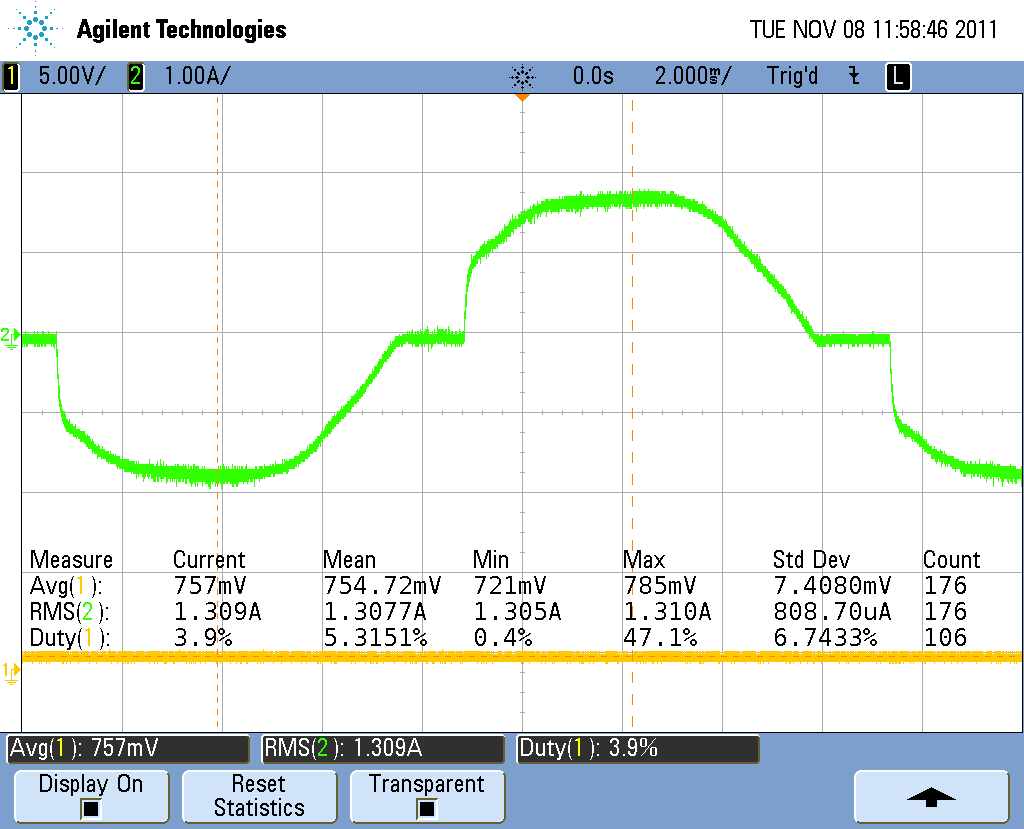 Agilent Technologies TUE NOV 08 11:58:46 2011
1 5.00V/ 2 1.00A/ 0.0s 2.000ms/ Trig'd L
2
Measure Current Mean Min Max Std Dev Count
Avg(1): 757mV 754.72mV 721mV 785mV 7.4080mV 176
RMS(2): 1.309A 1.3077A 1.305A 1.310A 808.70uA 176
Duty(1): 3.9% 5.3151% 0.4% 47.1% 6.7433% 106
1
Avg(1): 757mV RMS(2): 1.309A Duty(1): 3.9%
Display On Reset Transparent
Statistics